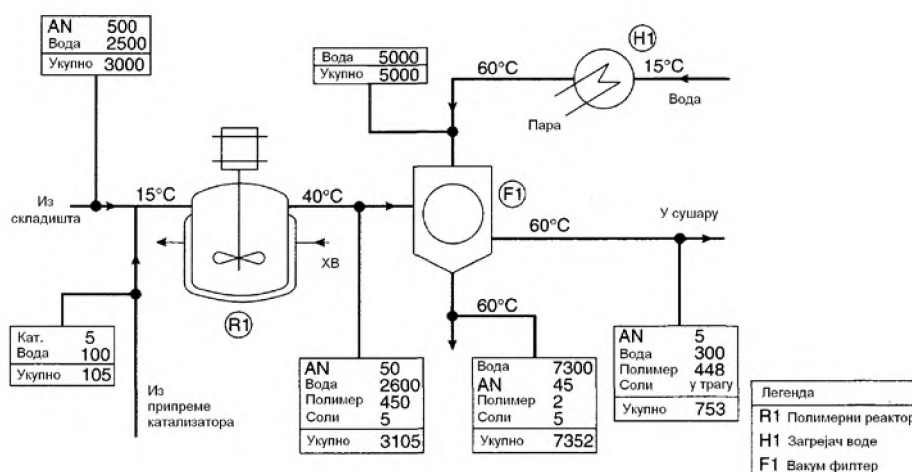 AN 500
Вода 2500
Укупно 3000
Вода 5000
Укупно 5000
H1
60°C
15°C
Вода
Пара
Из
складишта
15°C
40°C
ХВ
R1
F1
60°C
У сушару
60°C
Кат. 5
Вода 100
Укупно 105
Из
припреме
катализатора
AN 50
Вода 2600
Полимер 450
Соли 5
Укупно 3105
Вода 7300
AN 45
Полимер 2
Соли 5
Укупно 7352
AN 5
Вода 300
Полимер 448
Соли у трагу
Укупно 753
Легенда
R1 Полимерни реактор
H1 Загрејач воде
F1 Вакум филтер